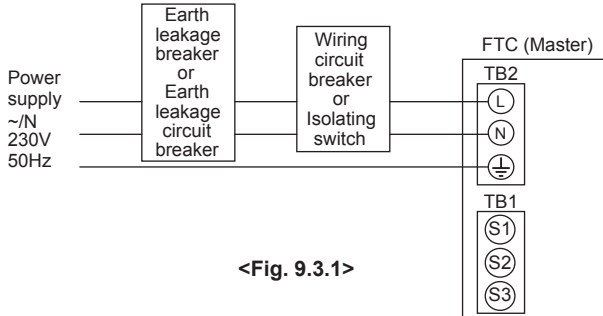 Power
supply
~/N
230V
50Hz
Earth
leakage
breaker
or
Earth
leakage
circuit
breaker
Wiring
circuit
breaker
or
Isolating
switch
FTC (Master)
TB2
L
N
TB1
S1
S2
S3
<Fig. 9.3.1>